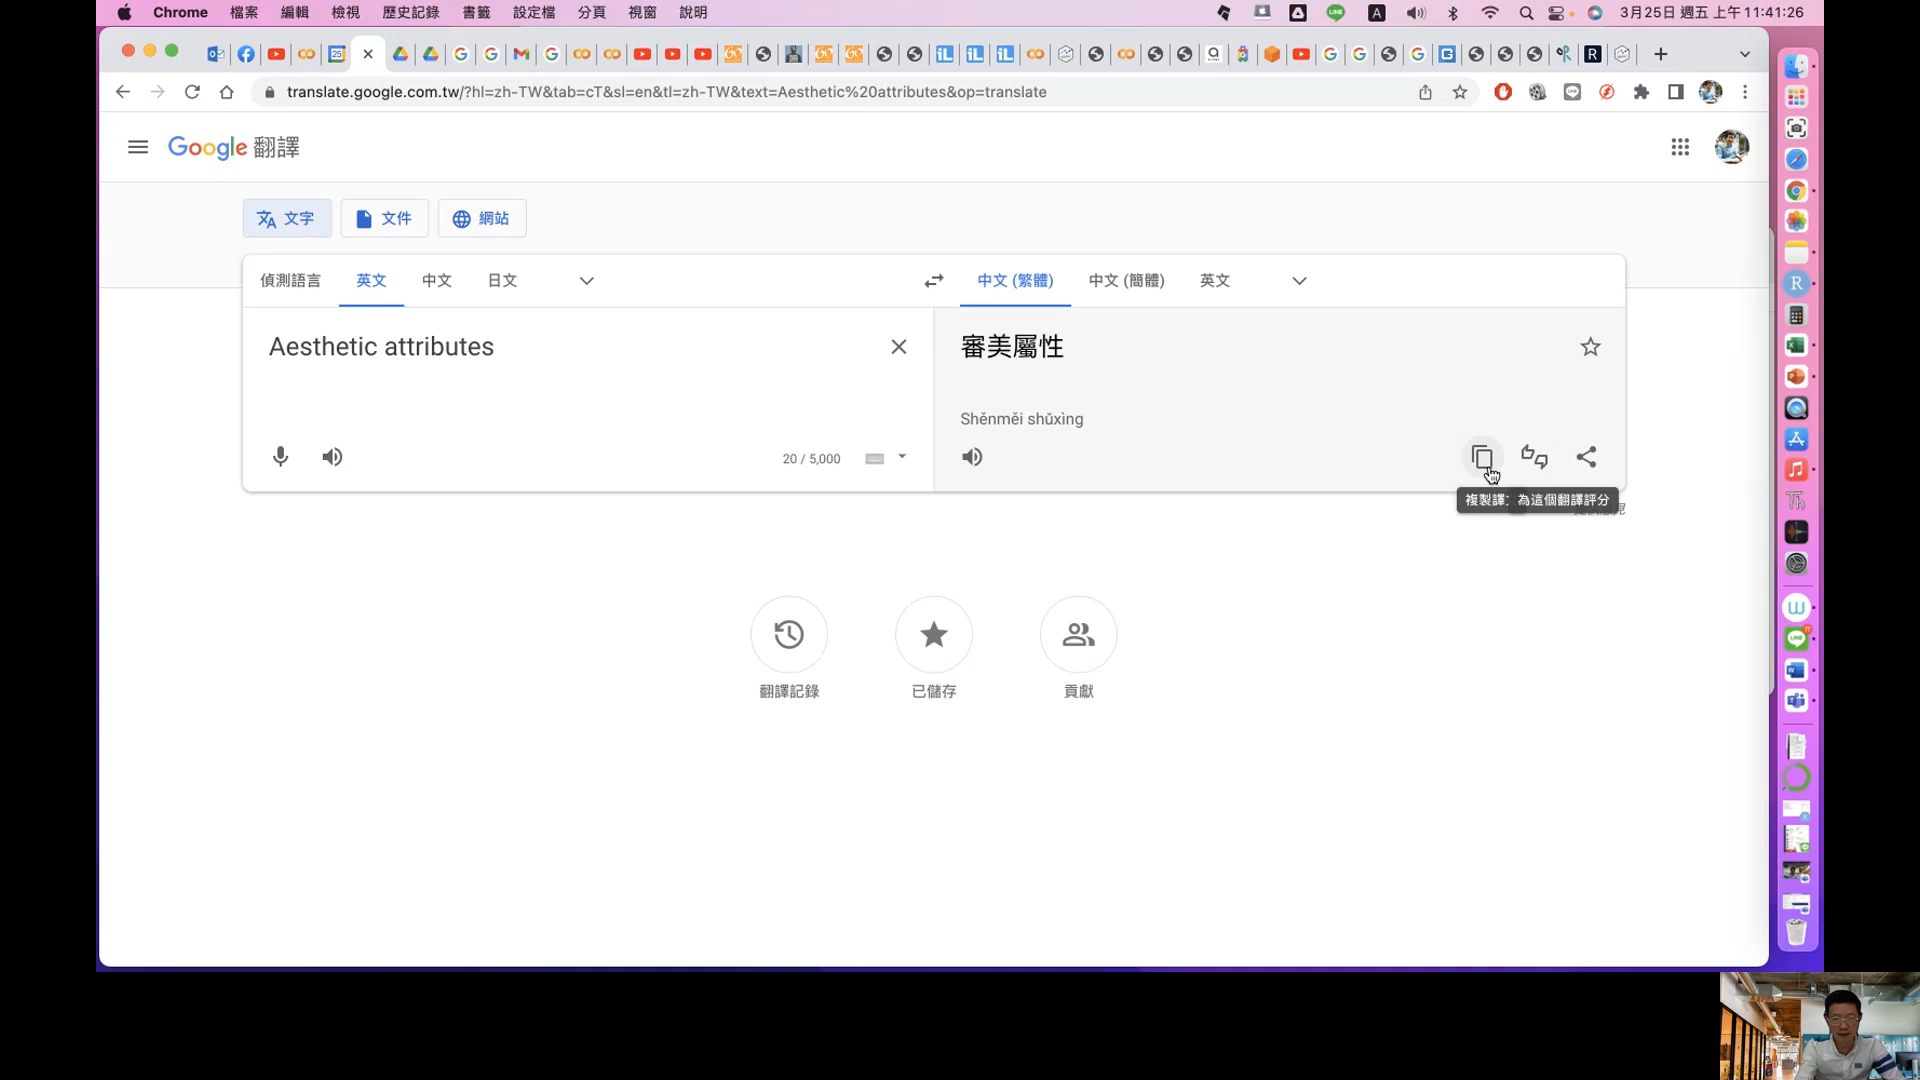 Chrome 檔案 編輯 檢視 歷史記錄 書籤 設定檔 分頁 視窗 說明 3月25日 週五 上午 11:41:26
translate.google.com.tw/?hl=zh-TW&tab=cT&sl=en&tl=zh-TW&text=Aesthetic%20attributes&op=translate
Google 翻譯
文字 文件 網站
偵測語言 英文 中文 日文 中文 (繁體) 中文 (簡體) 英文
Aesthetic attributes 審美屬性
Shěnměi shǔxìng
20 / 5,000
複製譯 為這個翻譯評分
翻譯記錄 已儲存 貢獻